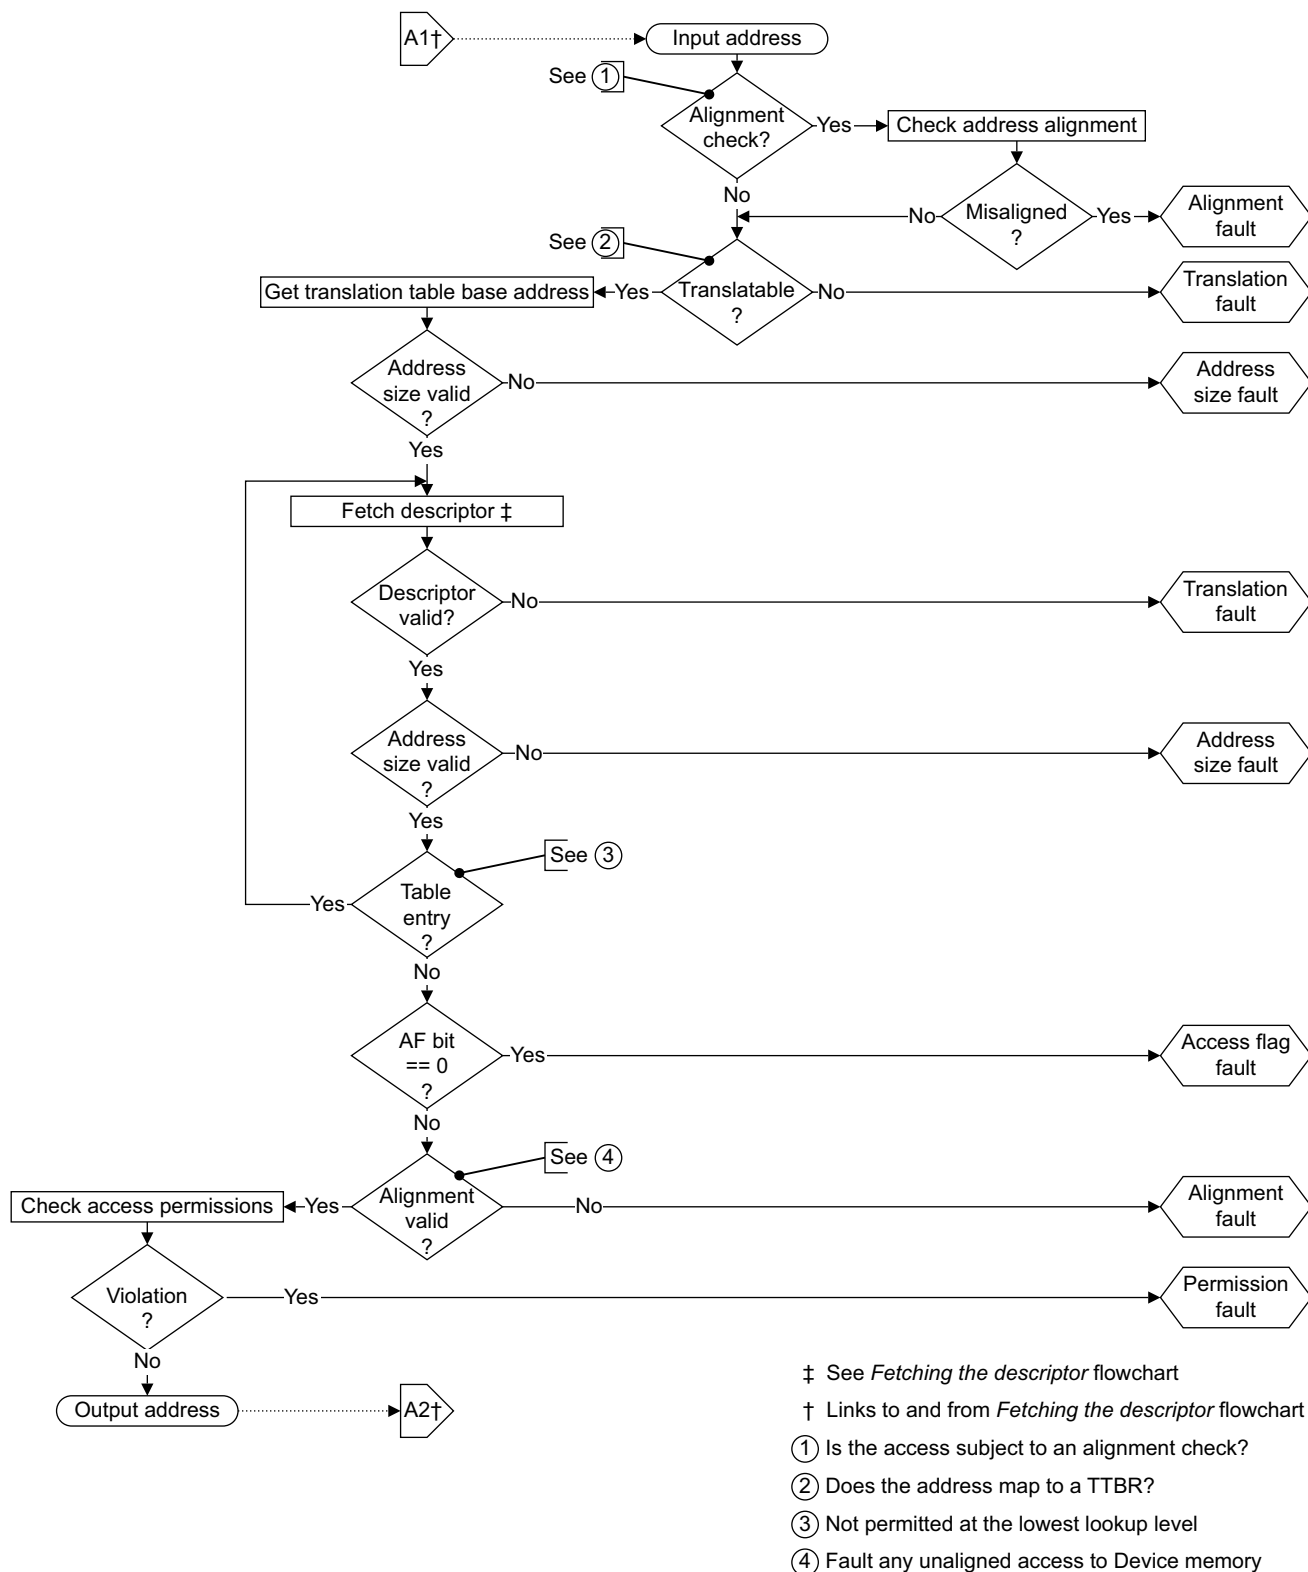 A1†
Input address
See ①
Alignment
check?
Yes
Check address alignment
No
Misaligned
?
No
Yes
Alignment
fault
See ②
Translatable
?
Yes
No
Get translation table base address
Translation
fault
Address
size valid
?
No
Address
size fault
Yes
Fetch descriptor ‡
Descriptor
valid?
No
Translation
fault
Yes
Address
size valid
?
No
Address
size fault
Yes
See ③
Table
entry
?
Yes
No
AF bit
== 0
?
Yes
Access flag
fault
No
See ④
Alignment
valid
?
Yes
No
Alignment
fault
Check access permissions
Violation
?
Yes
Permission
fault
No
Output address
A2†
‡ See Fetching the descriptor flowchart
† Links to and from Fetching the descriptor flowchart
① Is the access subject to an alignment check?
② Does the address map to a TTBR?
③ Not permitted at the lowest lookup level
④ Fault any unaligned access to Device memory